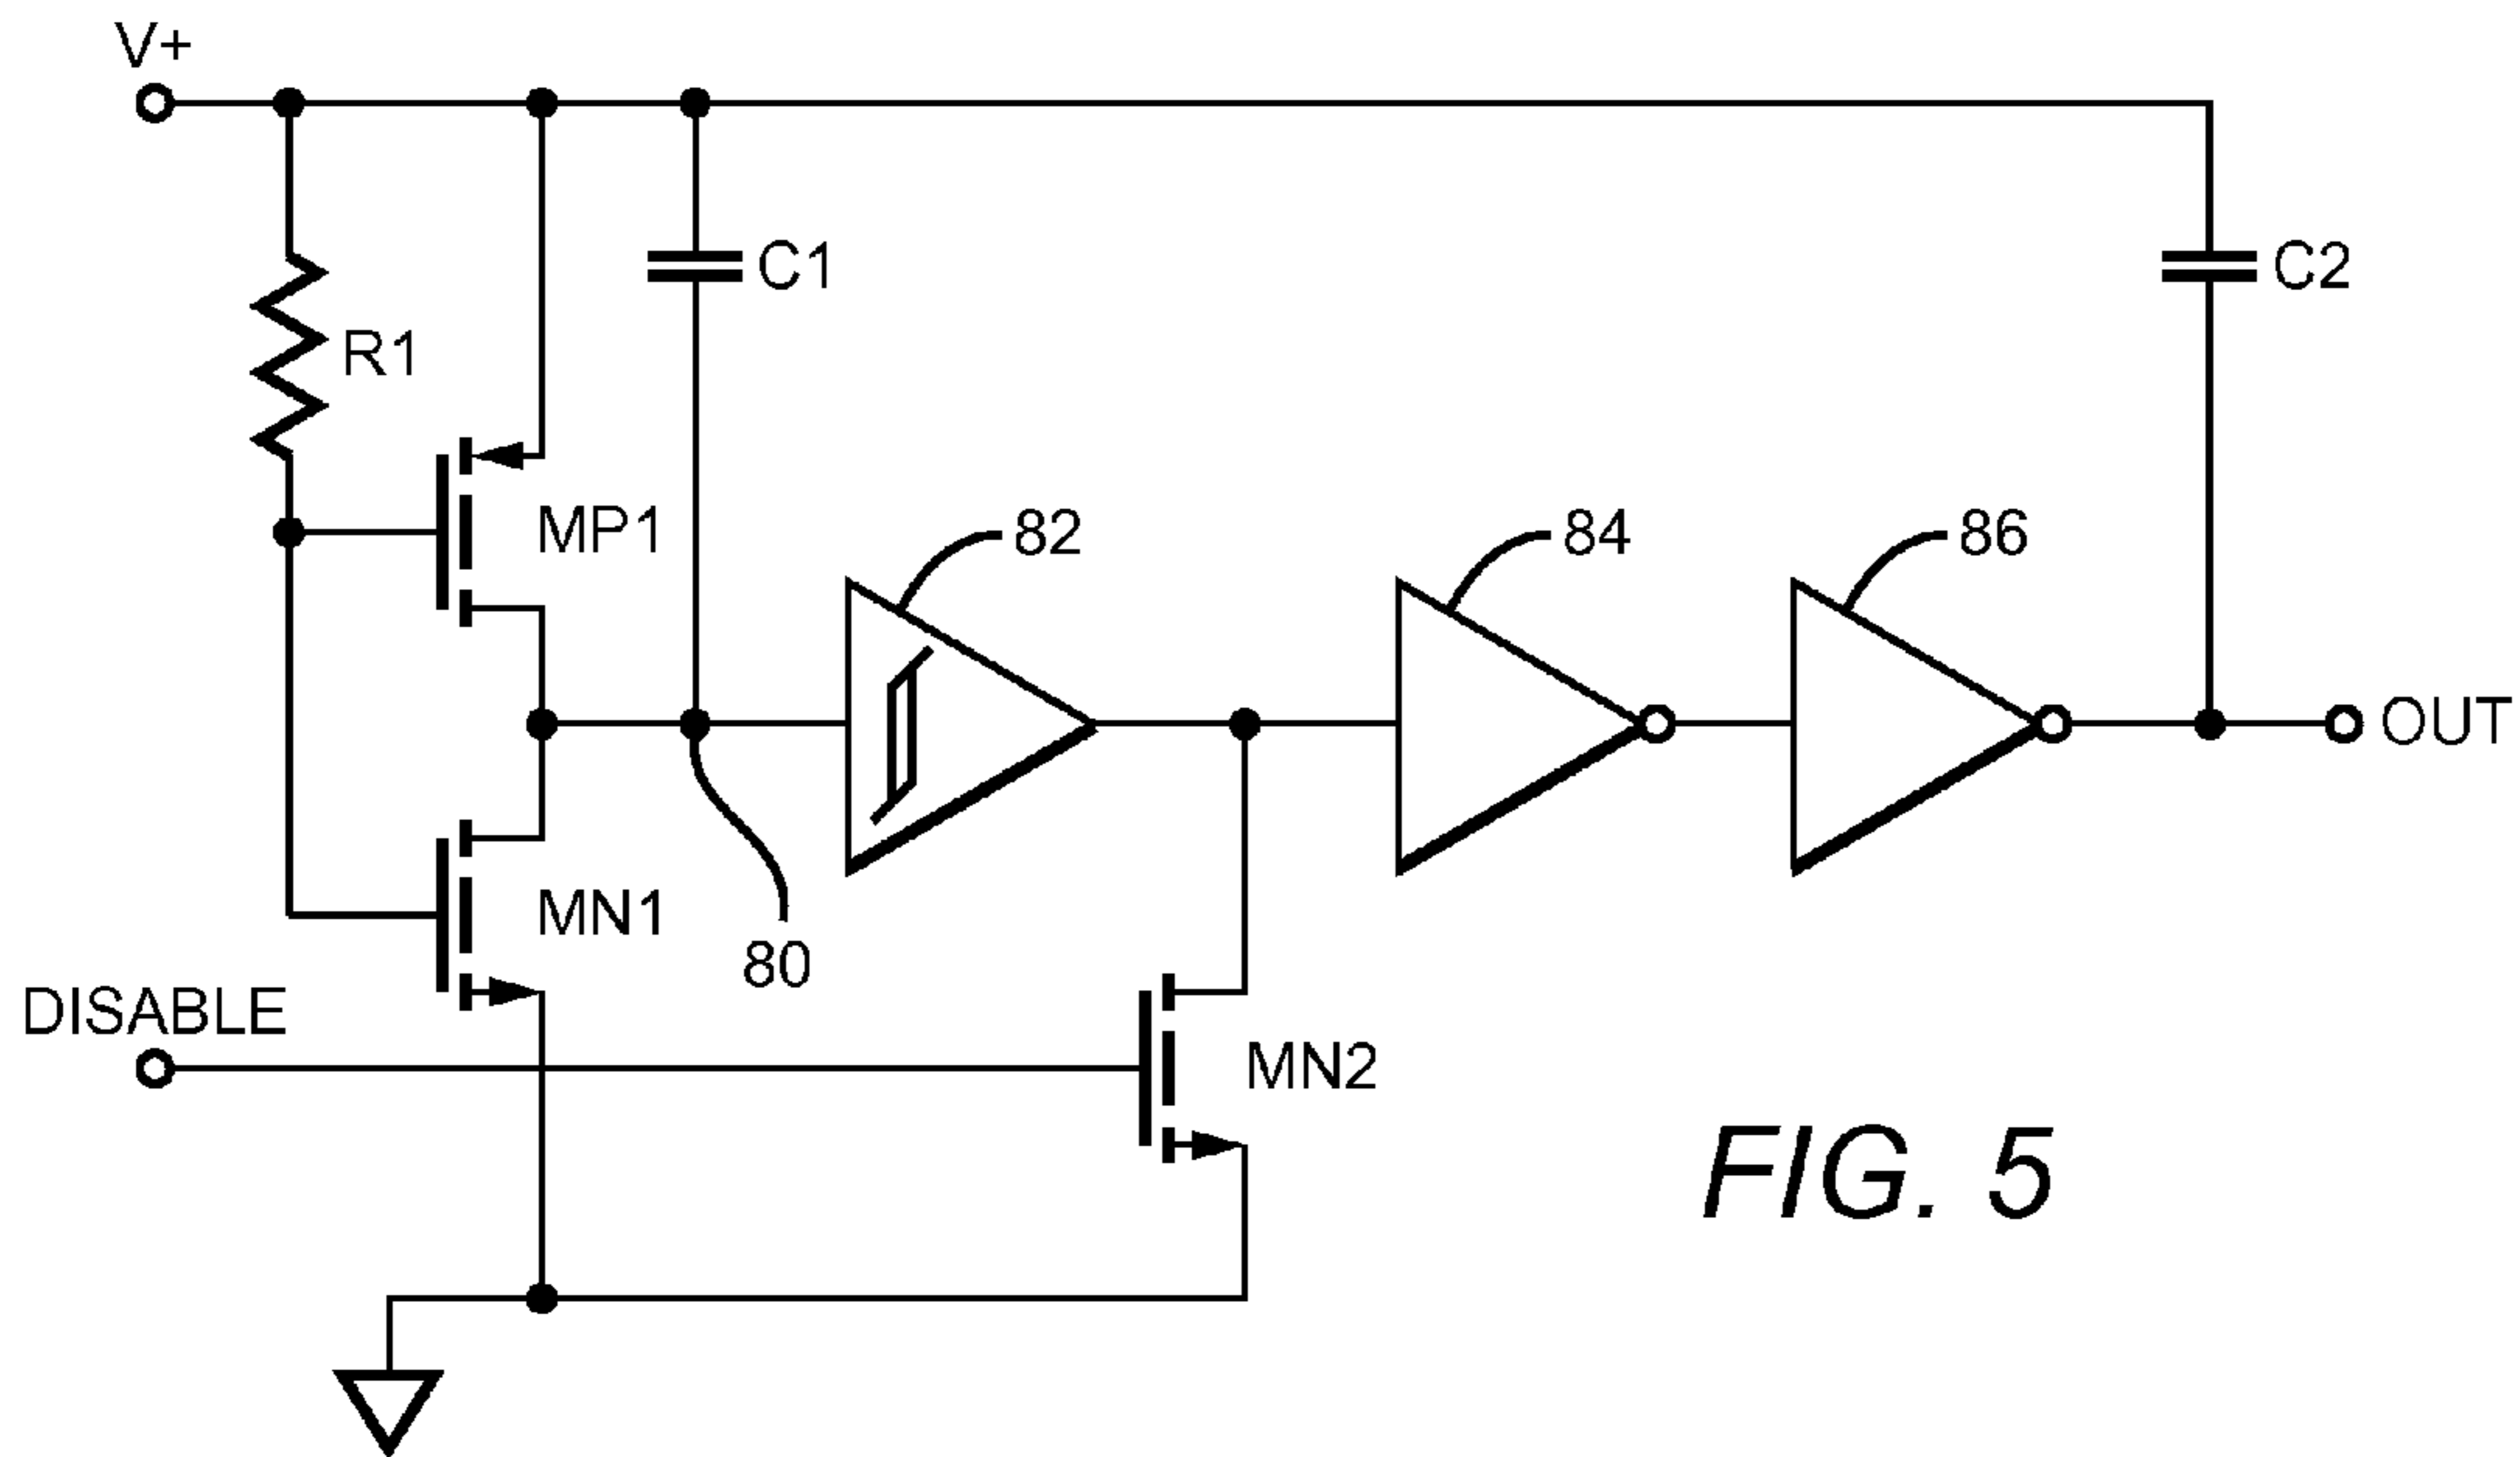 V+
C1
C2
R1
MP1
82
84
86
OUT
MN1
80
DISABLE
MN2
FIG. 5